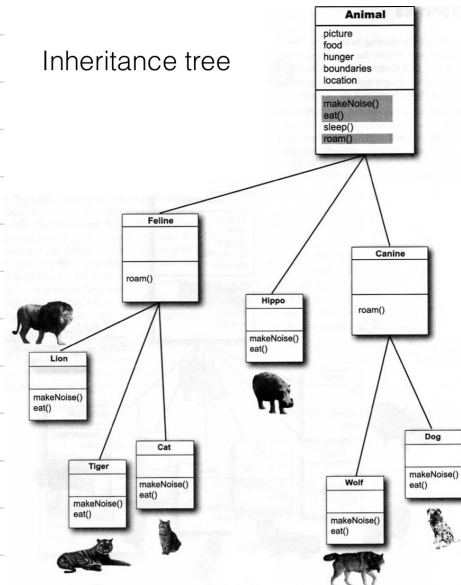 Inheritance tree
Animal
picture
food
hunger
boundaries
location
makeNoise()
eat()
sleep()
roam()
Feline
roam()
Canine
roam()
Hippo
makeNoise()
eat()
Lion
makeNoise()
eat()
Tiger
makeNoise()
eat()
Cat
makeNoise()
eat()
Wolf
makeNoise()
eat()
Dog
makeNoise()
eat()